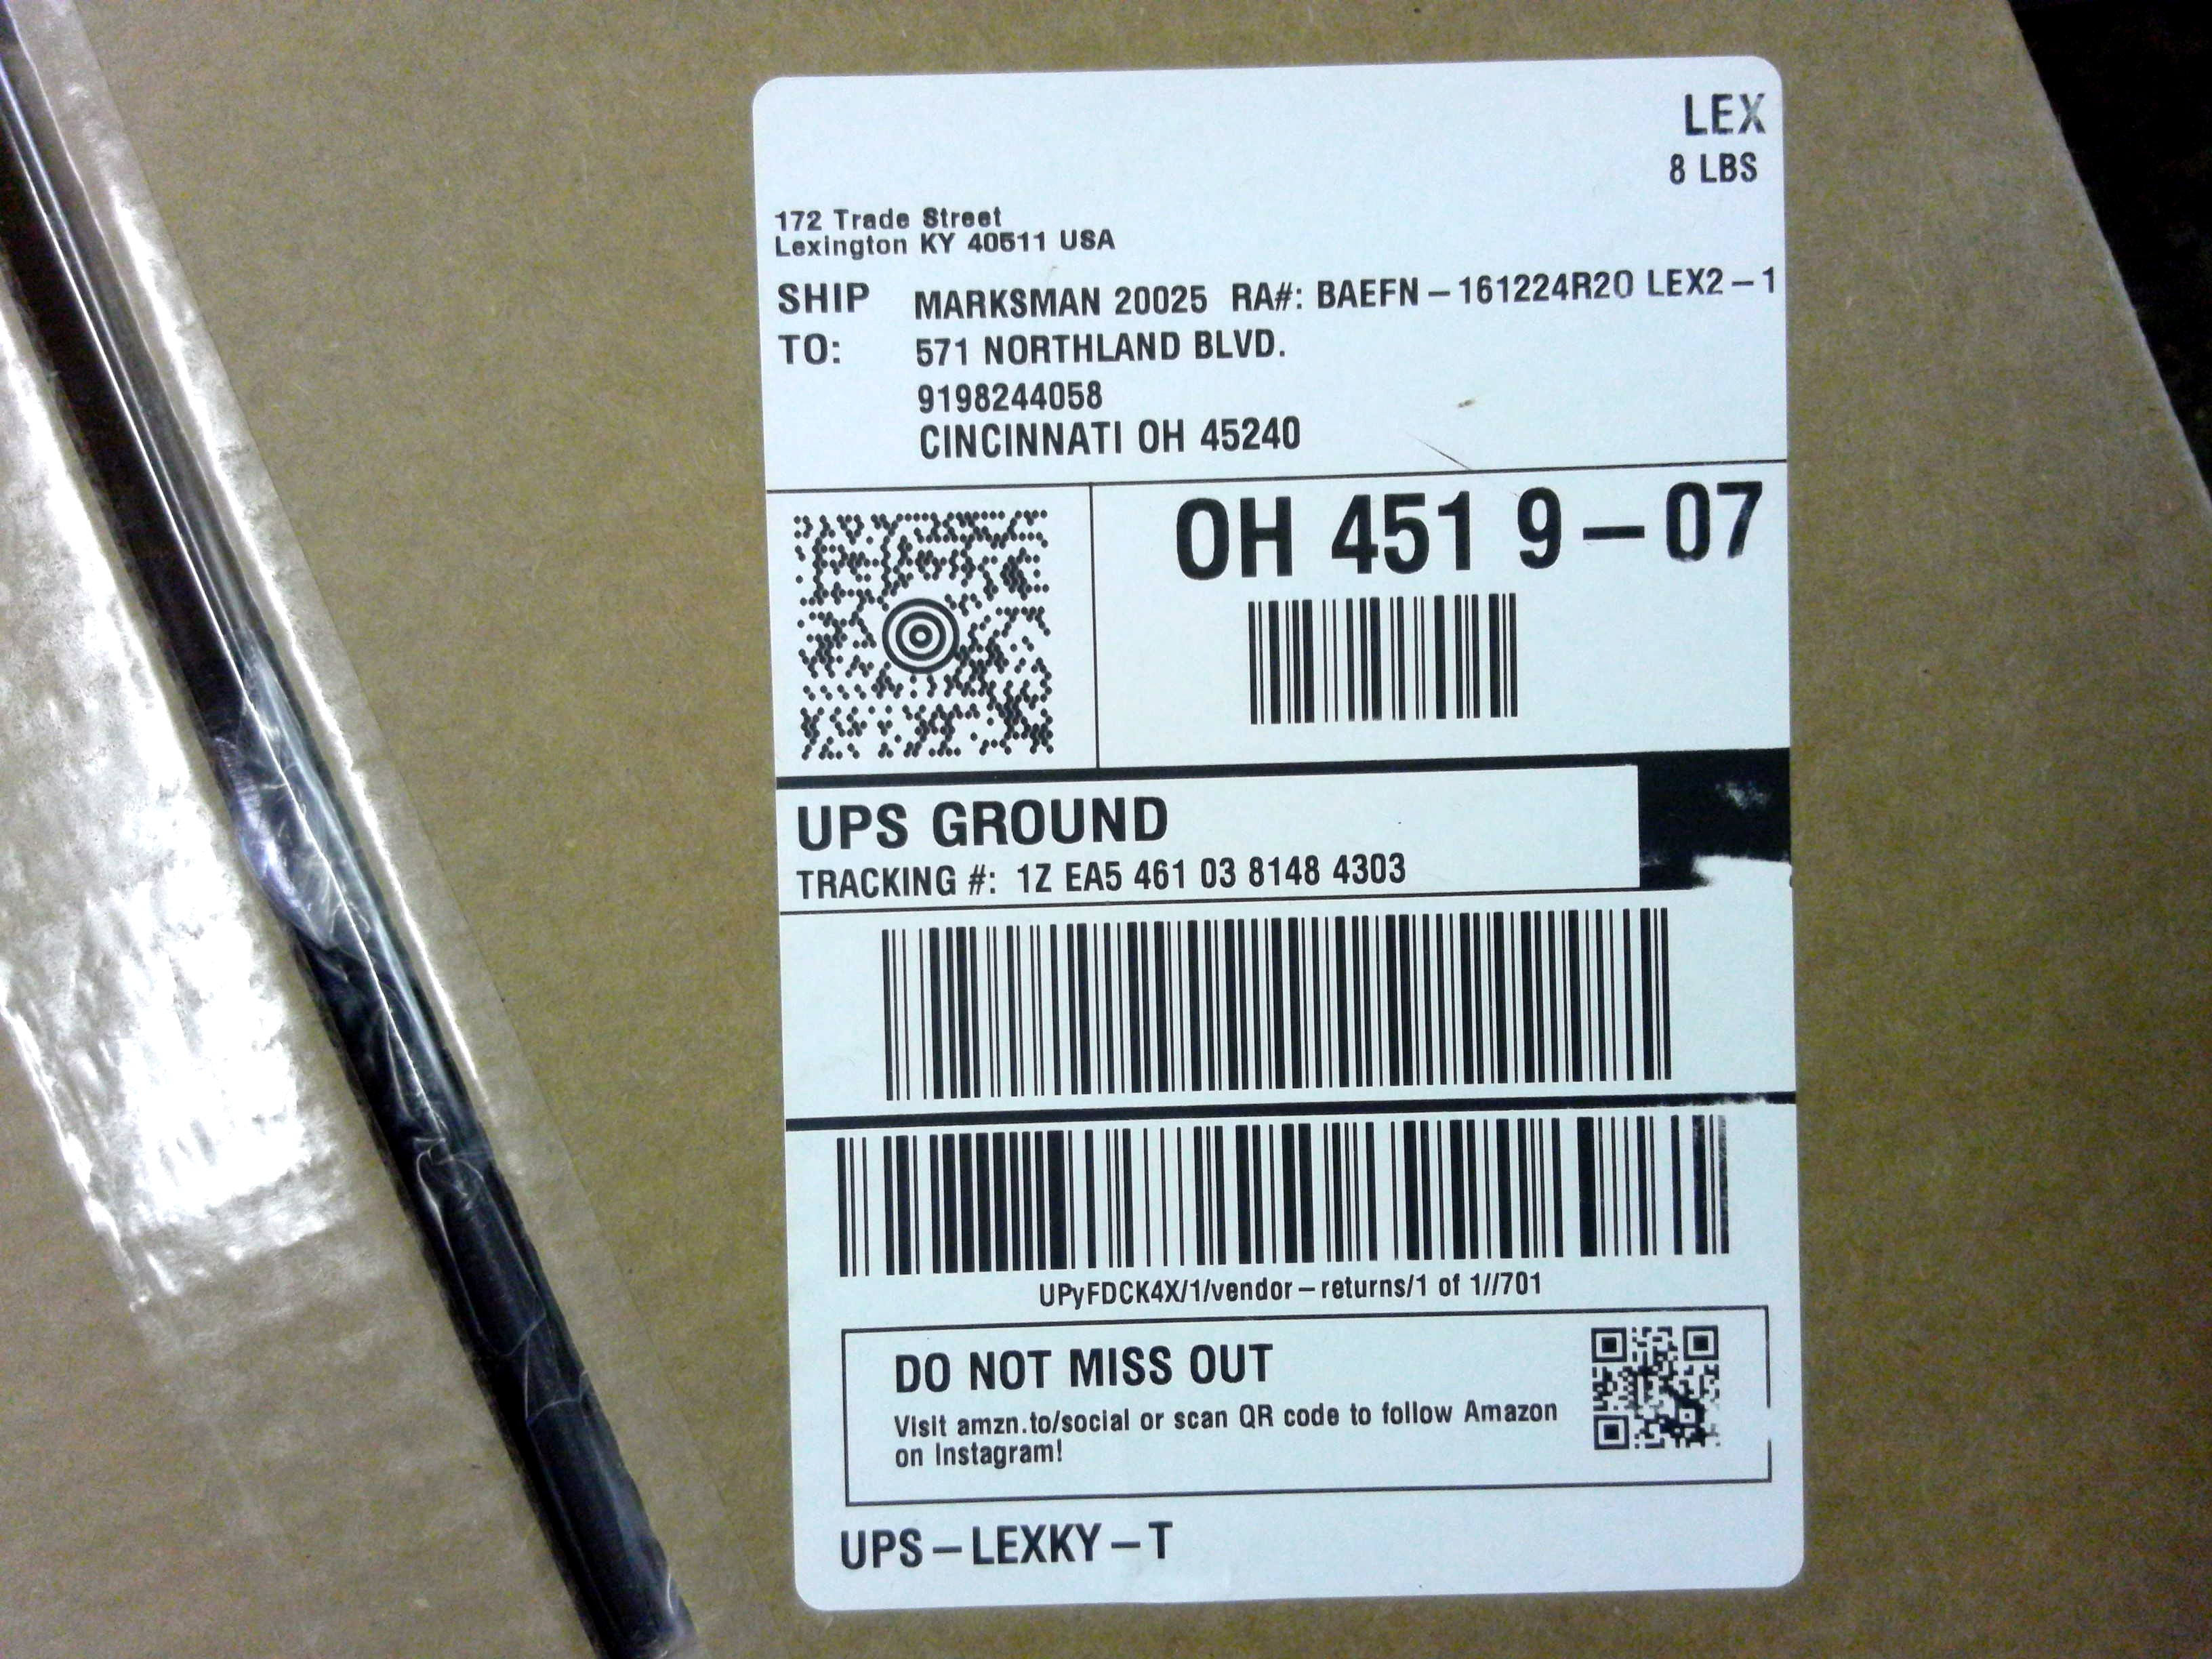 LEX
8 LBS
172 Trade Street
Lexington KY 40511 USA
SHIP TO: MARKSMAN 20025 RA#: BAEFN-161224R20 LEX2-1
571 NORTHLAND BLVD.
9198244058
CINCINNATI OH 45240
OH 451 9-07
UPS GROUND
TRACKING #: 1Z EA5 461 03 8148 4303
UPyFDCK4X/1/vendor-returns/1 of 1//701
DO NOT MISS OUT
Visit amzn.to/social or scan QR code to follow Amazon
on Instagram!
UPS-LEXKY-T